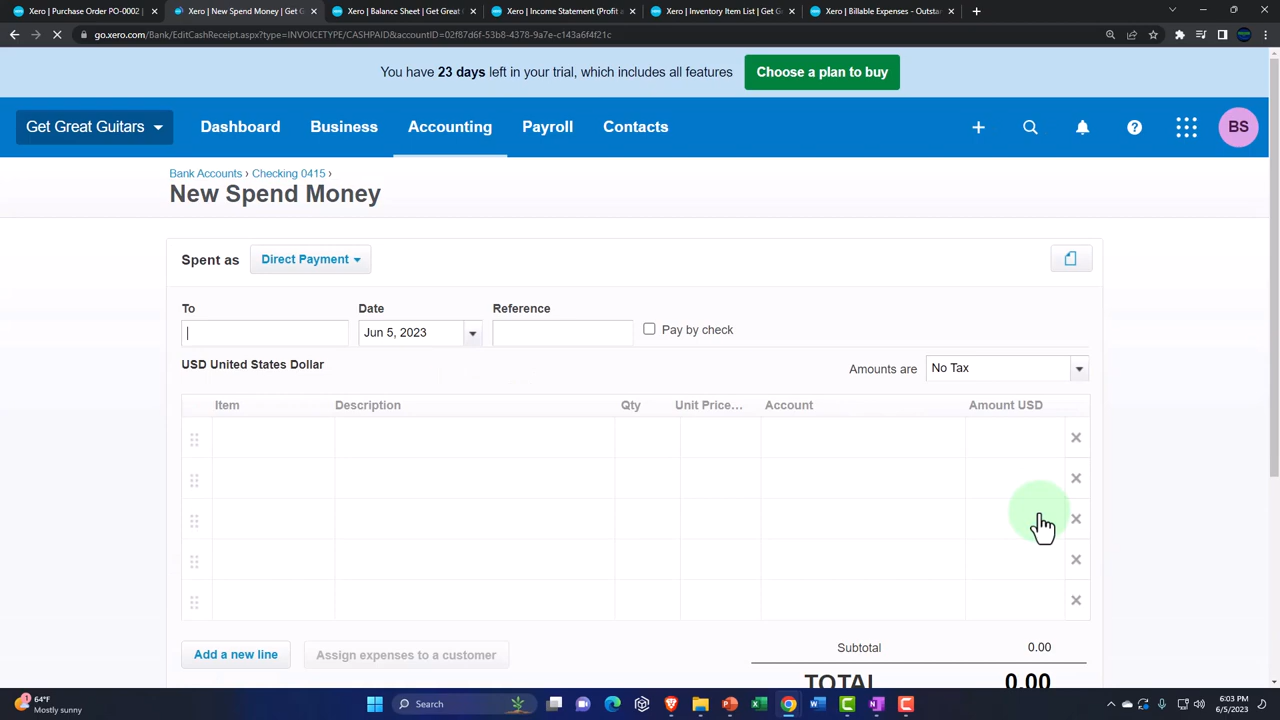 Xero | Purchase Order PO-0002
Xero | New Spend Money | Get G
Xero | Balance Sheet | Get Great F
Xero | Income Statement (Print a
Xero | Inventory Item List | Get G
Xero | Billable Expenses - Outsta
go.xero.com/Bank/EditCashReceipt.aspx?type=INVOICETYPE/CASHPAID&accountID=02f87d6f-53b8-4378-9a7e-c143a6f4f21c
You have 23 days left in your trial, which includes all features
Choose a plan to buy
Get Great Guitars Dashboard Business Accounting Payroll Contacts BS
Bank Accounts › Checking 0415 ›
New Spend Money
Spent as Direct Payment
To Date Reference
Jun 5, 2023 Pay by check
USD United States Dollar
Amounts are No Tax
Item Description Qty Unit Price... Account Amount USD
Add a new line Assign expenses to a customer
Subtotal 0.00
TOTAL 0.00
64°F
Mostly sunny
Search
6:03 PM
6/5/2023